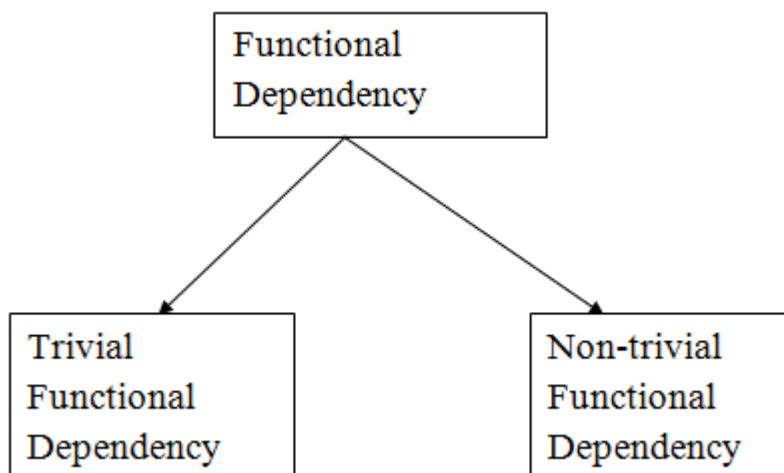 Functional
Dependency
Trivial
Functional
Dependency
Non-trivial
Functional
Dependency